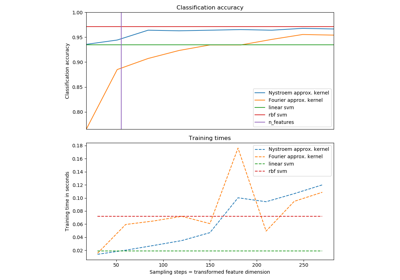 Classification accuracy
1.00
0.95
0.90
0.85
0.80
Classification accuracy
Nystroem approx. kernel
Fourier approx. kernel
linear svm
rbf svm
n_features
Training times
0.18
0.16
0.14
0.12
0.10
0.08
0.06
0.04
0.02
0.00
Training time in seconds
Nystroem approx. kernel
Fourier approx. kernel
linear svm
rbf svm
50
100
150
200
250
Sampling steps = transformed feature dimension